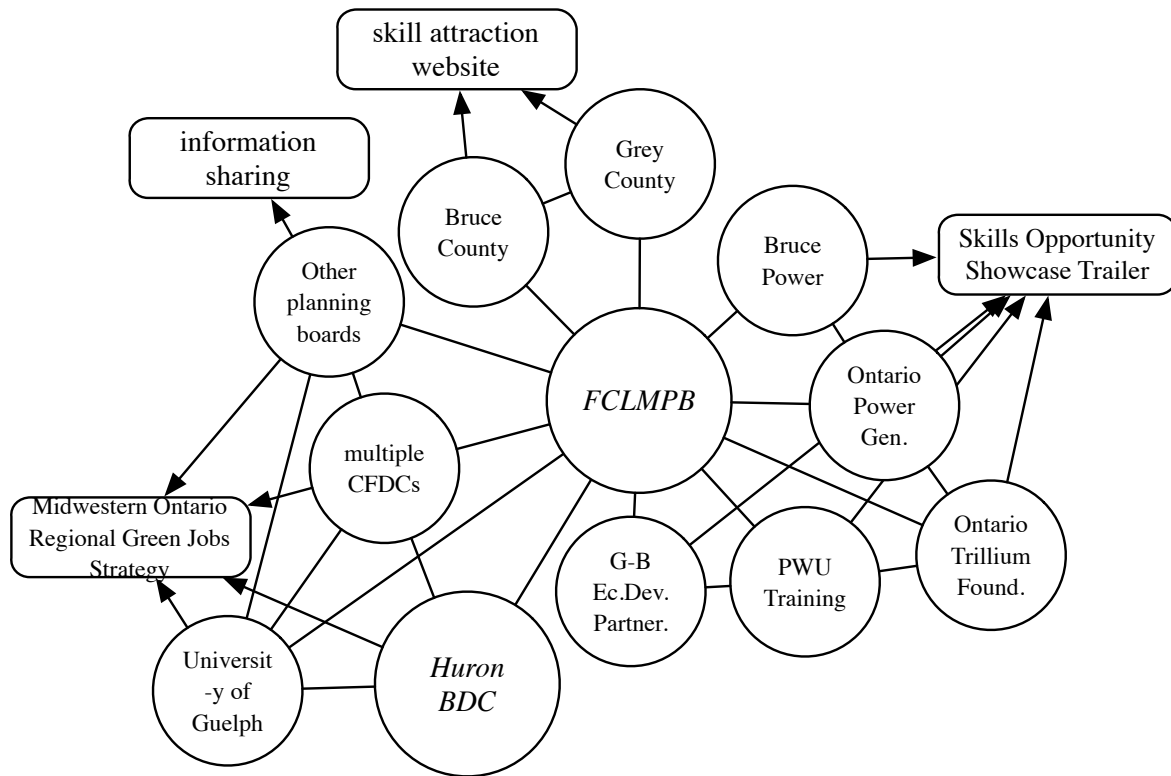 skill attraction
website
information
sharing
Grey
County
Bruce
County
Bruce
Power
Skills Opportunity
Showcase Trailer
Other
planning
boards
FCLMPB
Ontario
Power
Gen.
multiple
CFDCs
Midwestern Ontario
Regional Green Jobs
Strategy
G-B
Ec.Dev.
Partner.
PWU
Training
Ontario
Trillium
Found.
Universit
-y of
Guelph
Huron
BDC